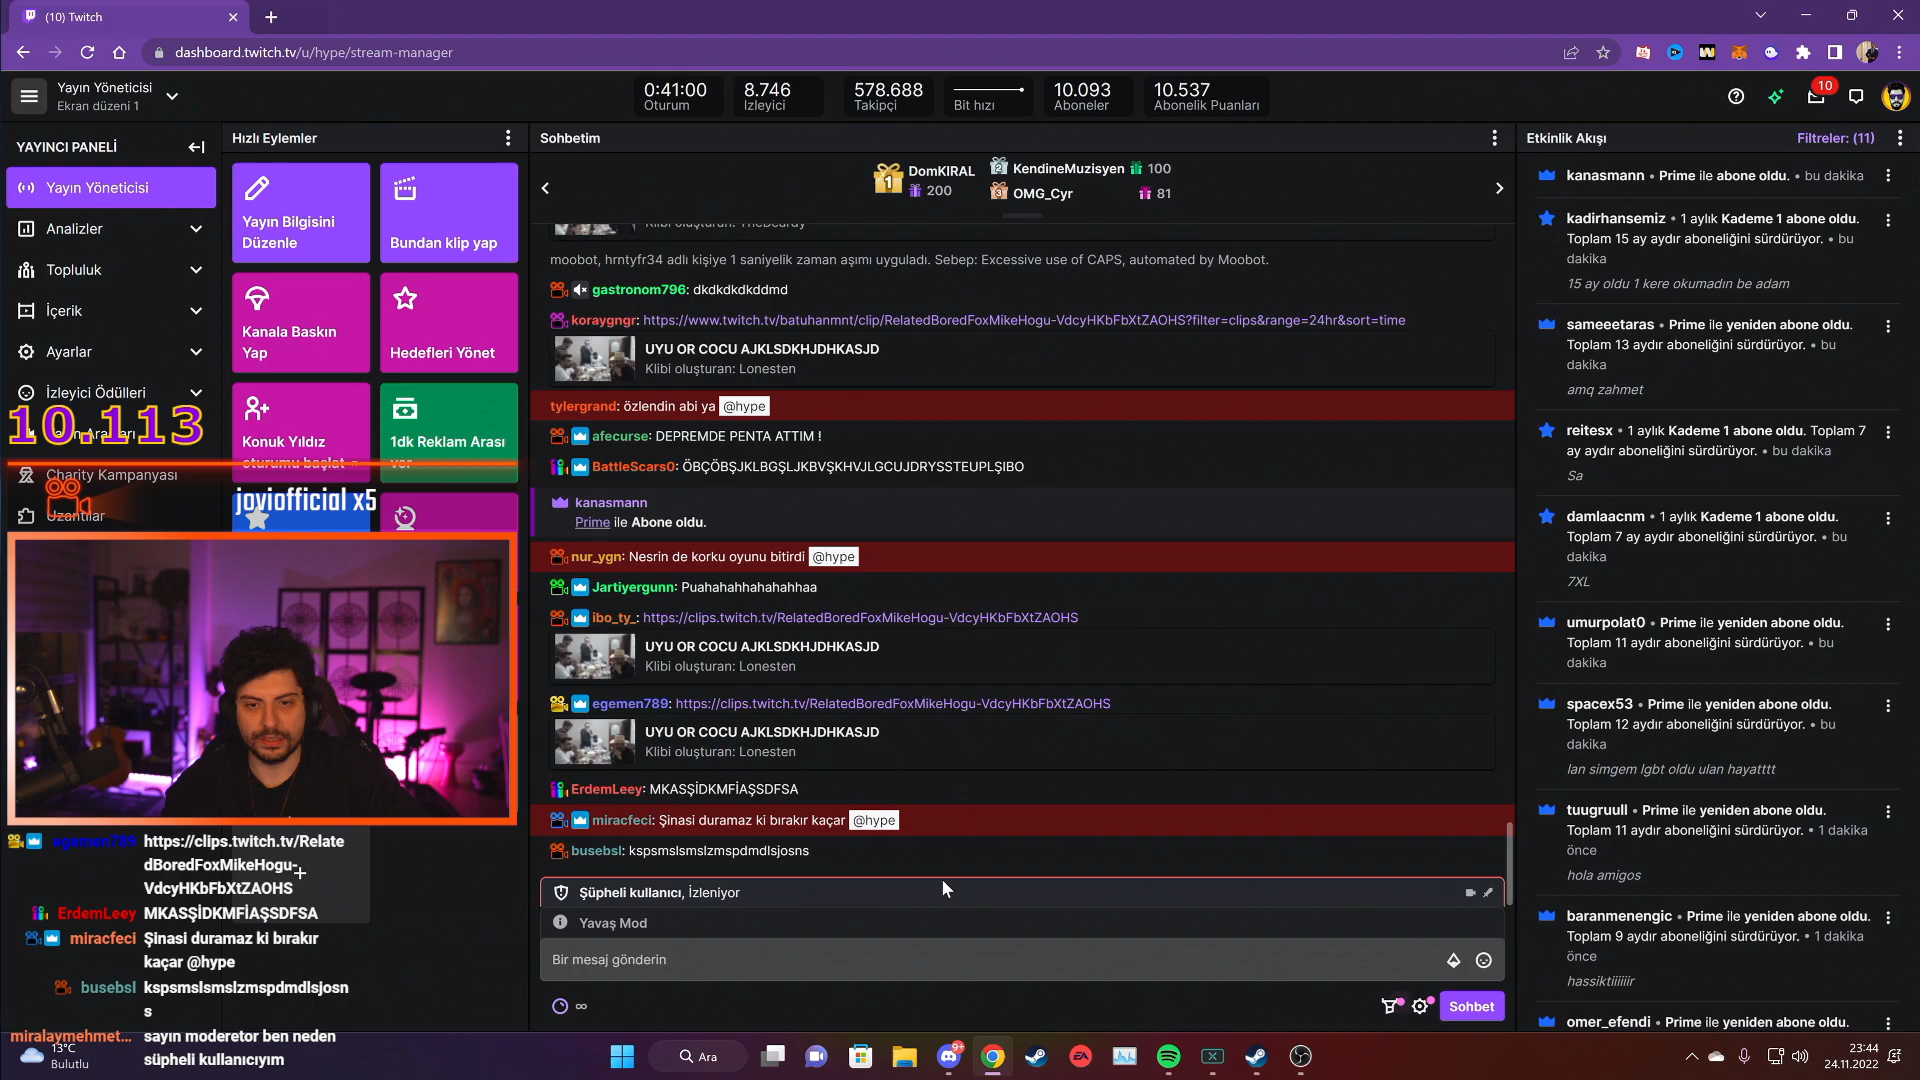 (10) Twitch
dashboard.twitch.tv/u/hype/stream-manager
Yayın Yöneticisi
Ekran düzeni 1
0:41:00
Oturum
8.746
İzleyici
578.688
Takipçi
Bit hızı
10.093
Aboneler
10.537
Abonelik Puanları
10
YAYINCI PANELİ
Yayın Yöneticisi
Analizler
Topluluk
İçerik
Ayarlar
İzleyici Ödülleri
10.113
Charity Kampanyası
Uzantılar
joviofficial x5
Hızlı Eylemler
Yayın Bilgisini
Düzenle
Bundan klip yap
Kanala Baskın
Yap
Hedefleri Yönet
Konuk Yıldız
oturumu başlat
1dk Reklam Arası
ver
egemen789 https://clips.twitch.tv/Relate
dBoredFoxMikeHogu-
VdcyHKbFbXtZAOHS
ErdemLeey MKASŞİDKMFİAŞSDFSA
miracfeci Şinasi duramaz ki bırakır
kaçar @hype
busebsl kspsmslsmslzmspdmdlsjosn
s
miralaymehmet... sayın moderetor ben neden
süpheli kullanıcıyım
Sohbetim
1 DomKIRAL
200
2 KendineMuzisyen 100
3 OMG_Cyr 81
Klibi oluşturan: TheBeardy
moobot, hrntyfr34 adlı kişiye 1 saniyelik zaman aşımı uyguladı. Sebep: Excessive use of CAPS, automated by Moobot.
gastronom796: dkdkdkdkddmd
koraygngr: https://www.twitch.tv/batuhanmnt/clip/RelatedBoredFoxMikeHogu-VdcyHKbFbXtZAOHS?filter=clips&range=24hr&sort=time
UYU OR COCU AJKLSDKHJDHKASJD
Klibi oluşturan: Lonesten
tylergrand: özlendin abi ya @hype
afecurse: DEPREMDE PENTA ATTIM !
BattleScars0: ÖBÇÖBŞJKLBGŞLJKBVŞKHVJLGCUJDRYSSTEUPLŞIBO
kanasmann
Prime ile Abone oldu.
nur_ygn: Nesrin de korku oyunu bitirdi @hype
Jartiyergunn: Puahahahhahahahhaa
ibo_ty_: https://clips.twitch.tv/RelatedBoredFoxMikeHogu-VdcyHKbFbXtZAOHS
UYU OR COCU AJKLSDKHJDHKASJD
Klibi oluşturan: Lonesten
egemen789: https://clips.twitch.tv/RelatedBoredFoxMikeHogu-VdcyHKbFbXtZAOHS
UYU OR COCU AJKLSDKHJDHKASJD
Klibi oluşturan: Lonesten
ErdemLeey: MKASŞİDKMFİAŞSDFSA
miracfeci: Şinasi duramaz ki bırakır kaçar @hype
busebsl: kspsmslsmslzmspdmdlsjosns
Şüpheli kullanıcı, İzleniyor
Yavaş Mod
Bir mesaj gönderin
Sohbet
Etkinlik Akışı
Filtreler: (11)
kanasmann • Prime ile abone oldu. • bu dakika
kadirhansemiz • 1 aylık Kademe 1 abone oldu.
Toplam 15 ay aydır aboneliğini sürdürüyor. • bu
dakika
15 ay oldu 1 kere okumadın be adam
sameeetaras • Prime ile yeniden abone oldu.
Toplam 13 aydır aboneliğini sürdürüyor. • bu
dakika
amq zahmet
reitesx • 1 aylık Kademe 1 abone oldu. Toplam 7
ay aydır aboneliğini sürdürüyor. • bu dakika
Sa
damlaacnm • 1 aylık Kademe 1 abone oldu.
Toplam 7 ay aydır aboneliğini sürdürüyor. • bu
dakika
7XL
umurpolat0 • Prime ile yeniden abone oldu.
Toplam 11 aydır aboneliğini sürdürüyor. • bu
dakika
spacex53 • Prime ile yeniden abone oldu.
Toplam 12 aydır aboneliğini sürdürüyor. • bu
dakika
lan simgem lgbt oldu ulan hayatttt
tuugruull • Prime ile yeniden abone oldu.
Toplam 11 aydır aboneliğini sürdürüyor. • 1 dakika
önce
hola amigos
baranmenengic • Prime ile yeniden abone oldu.
Toplam 9 aydır aboneliğini sürdürüyor. • 1 dakika
önce
hassiktiiiiiir
omer_efendi • Prime ile yeniden abone oldu.
13°C
Bulutlu
Ara
9+
EA
23:44
24.11.2022